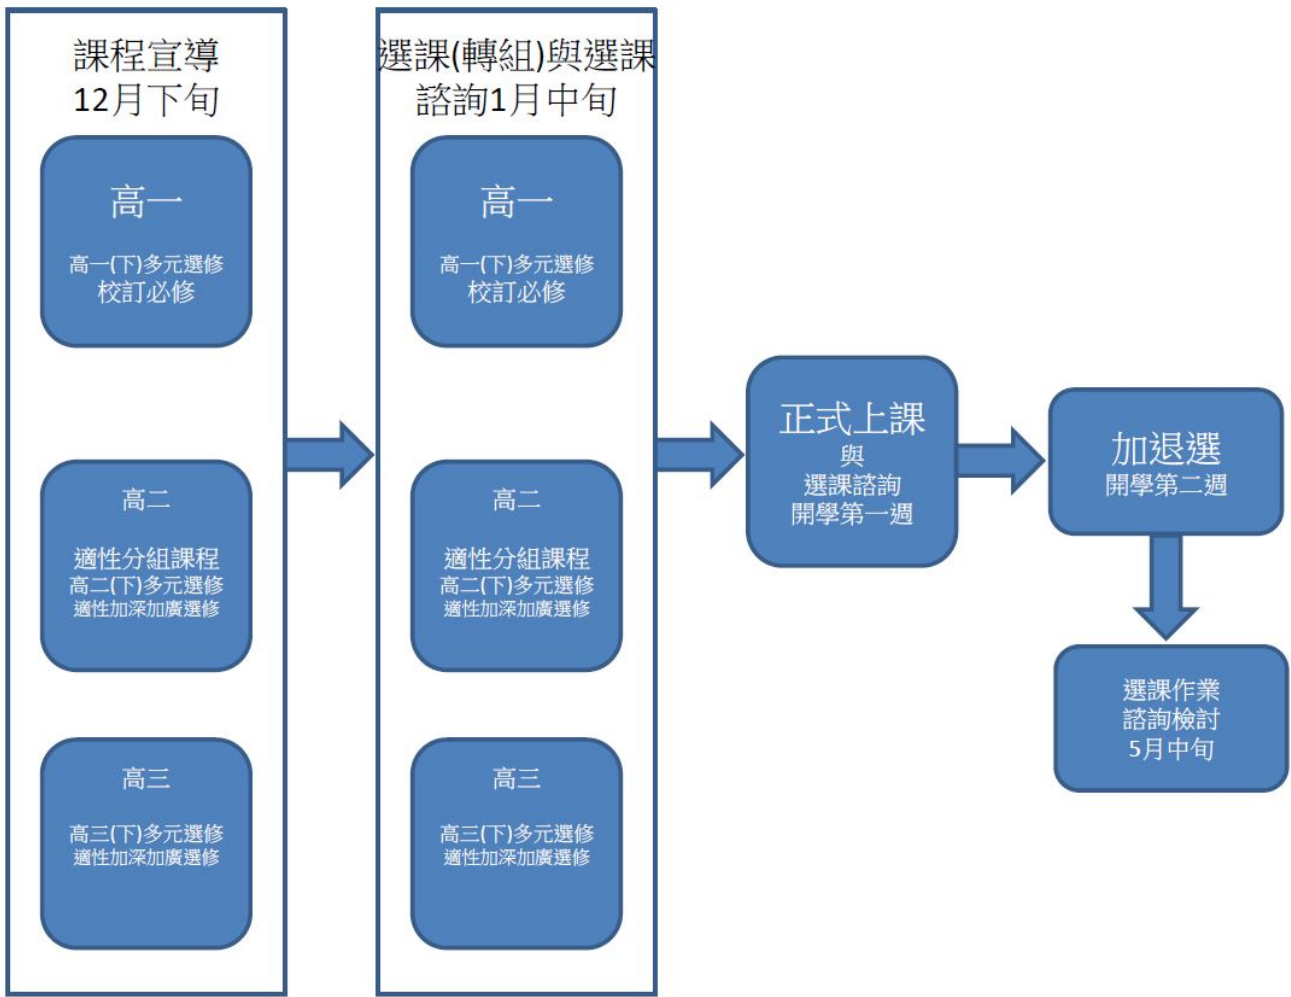 課程宣導
12月下旬
高一
高一(下)多元選修
校訂必修
高二
適性分組課程
高二(下)多元選修
適性加深加廣選修
高三
高三(下)多元選修
適性加深加廣選修
選課(轉組)與選課
諮詢1月中旬
高一
高一(下)多元選修
校訂必修
高二
適性分組課程
高二(下)多元選修
適性加深加廣選修
高三
高三(下)多元選修
適性加深加廣選修
正式上課
與
選課諮詢
開學第一週
加退選
開學第二週
選課作業
諮詢檢討
5月中旬